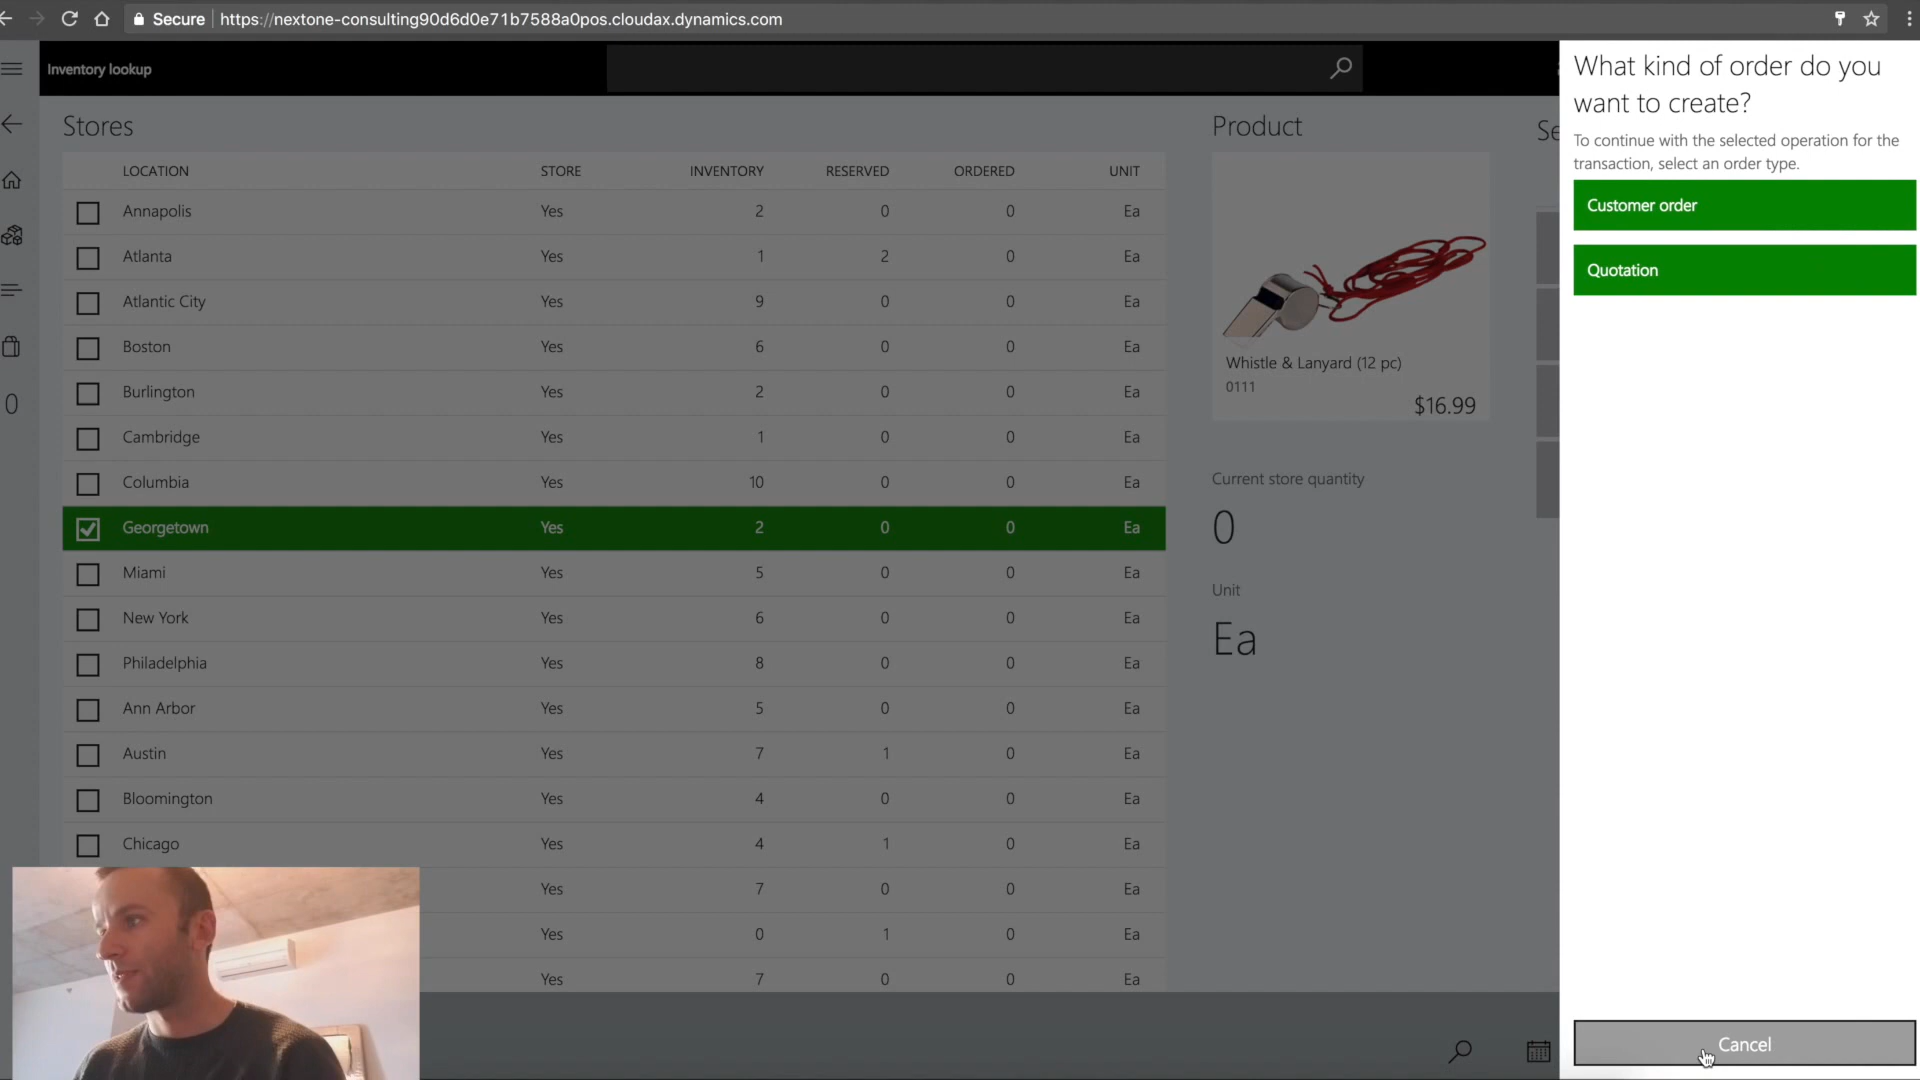 Secure https://nextone-consulting90d6d0e71b7588a0pos.cloudax.dynamics.com
Inventory lookup
Stores
LOCATION STORE INVENTORY RESERVED ORDERED UNIT
Annapolis Yes 2 0 0 Ea
Atlanta Yes 1 2 0 Ea
Atlantic City Yes 9 0 0 Ea
Boston Yes 6 0 0 Ea
Burlington Yes 2 0 0 Ea
Cambridge Yes 1 0 0 Ea
Columbia Yes 10 0 0 Ea
Georgetown Yes 2 0 0 Ea
Miami Yes 5 0 0 Ea
New York Yes 6 0 0 Ea
Philadelphia Yes 8 0 0 Ea
Ann Arbor Yes 5 0 0 Ea
Austin Yes 7 1 0 Ea
Bloomington Yes 4 0 0 Ea
Chicago Yes 4 1 0 Ea
Yes 7 0 0 Ea
Yes 0 1 0 Ea
Yes 7 0 0 Ea
0
Product
Whistle & Lanyard (12 pc)
0111
$16.99
Current store quantity
0
Unit
Ea
What kind of order do you
want to create?
To continue with the selected operation for the
transaction, select an order type.
Customer order
Quotation
Cancel